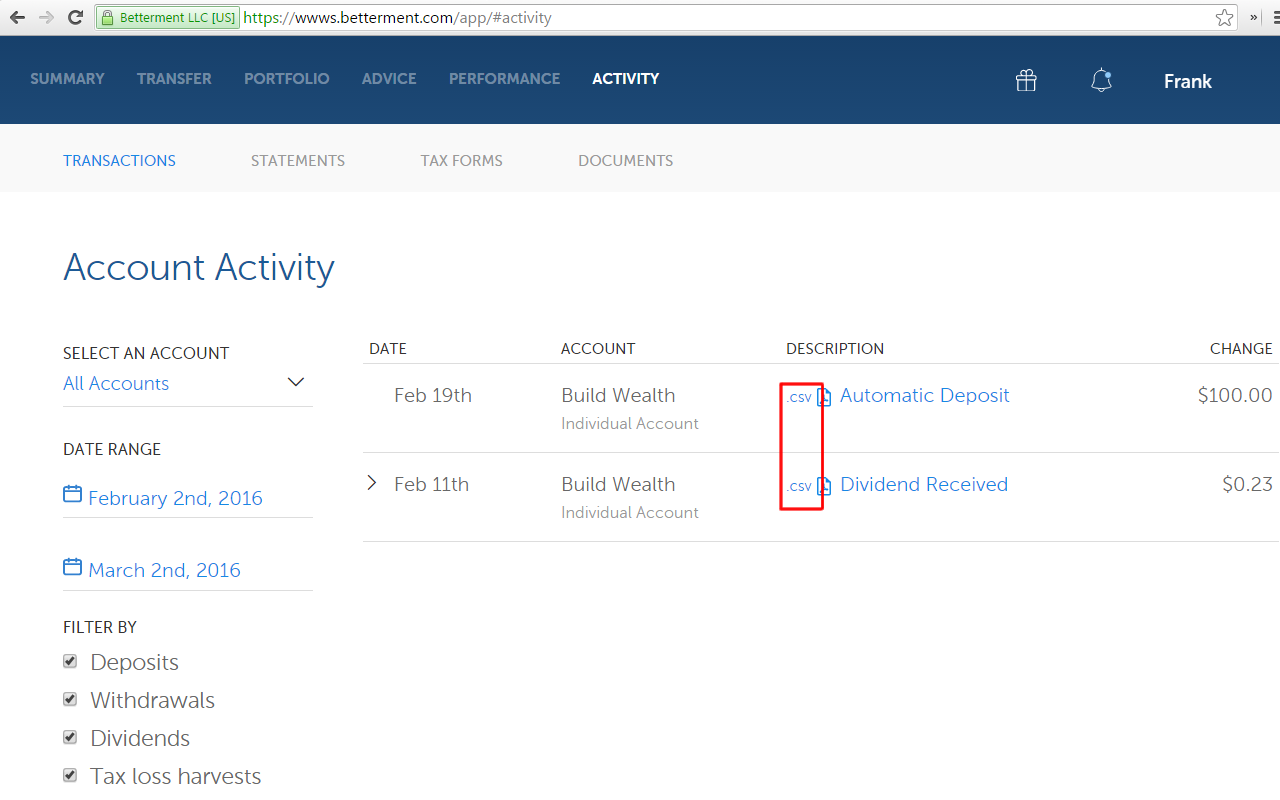 Betterment LLC [US] https://wwws.betterment.com/app/#activity »
SUMMARY TRANSFER PORTFOLIO ADVICE PERFORMANCE ACTIVITY Frank
TRANSACTIONS STATEMENTS TAX FORMS DOCUMENTS
Account Activity
SELECT AN ACCOUNT
All Accounts
DATE RANGE
February 2nd, 2016
March 2nd, 2016
FILTER BY
Deposits
Withdrawals
Dividends
Tax loss harvests
DATE ACCOUNT DESCRIPTION CHANGE
Feb 19th Build Wealth .csv Automatic Deposit $100.00
Individual Account
Feb 11th Build Wealth .csv Dividend Received $0.23
Individual Account